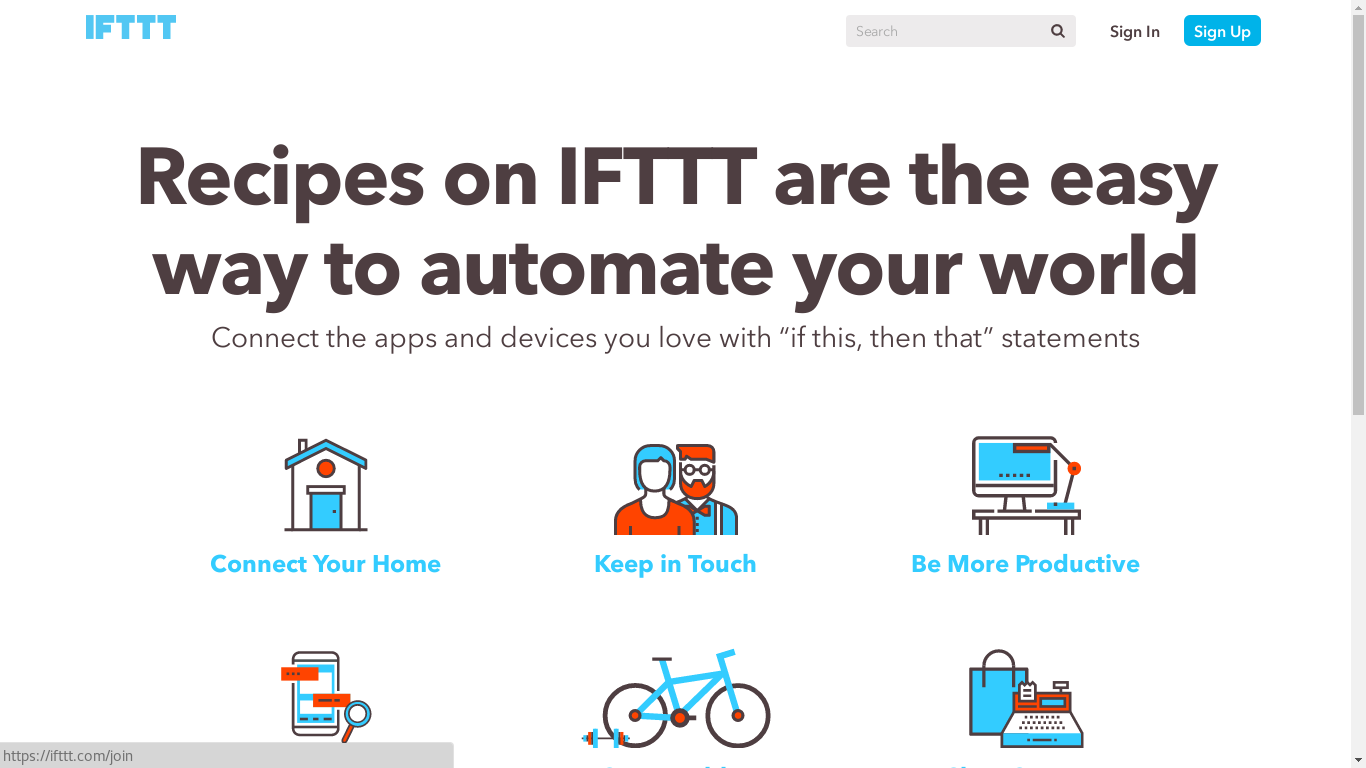 IFTTT
Search
Sign In
Sign Up
Recipes on IFTTT are the easy
way to automate your world
Connect the apps and devices you love with “if this, then that” statements
Connect Your Home
Keep in Touch
Be More Productive
https://ifttt.com/join